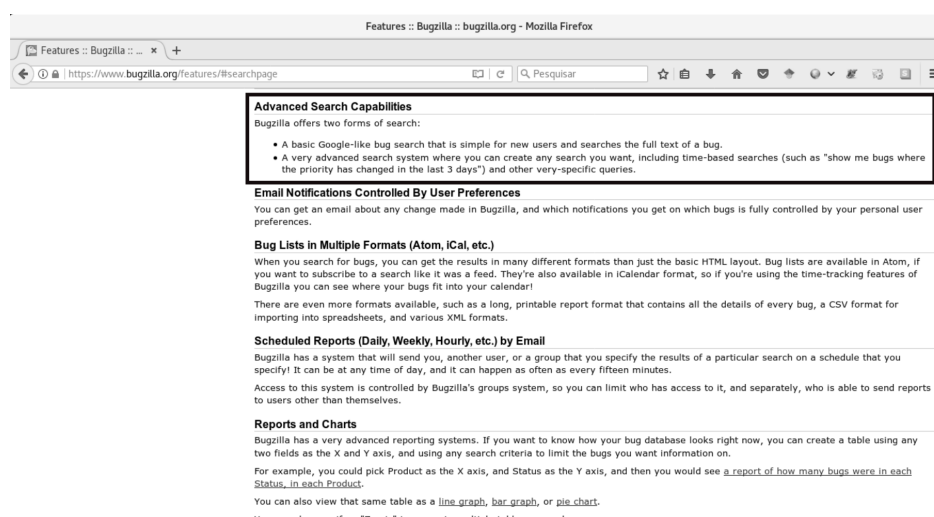 Features :: Bugzilla :: bugzilla.org - Mozilla Firefox
Features :: Bugzilla :: ... × +
https://www.bugzilla.org/features/#searchpage
Pesquisar
Advanced Search Capabilities
Bugzilla offers two forms of search:
• A basic Google-like bug search that is simple for new users and searches the full text of a bug.
• A very advanced search system where you can create any search you want, including time-based searches (such as "show me bugs where
the priority has changed in the last 3 days") and other very-specific queries.
Email Notifications Controlled By User Preferences
You can get an email about any change made in Bugzilla, and which notifications you get on which bugs is fully controlled by your personal user
preferences.
Bug Lists in Multiple Formats (Atom, iCal, etc.)
When you search for bugs, you can get the results in many different formats than just the basic HTML layout. Bug lists are available in Atom, if
you want to subscribe to a search like it was a feed. They're also available in iCalendar format, so if you're using the time-tracking features of
Bugzilla you can see where your bugs fit into your calendar!
There are even more formats available, such as a long, printable report format that contains all the details of every bug, a CSV format for
importing into spreadsheets, and various XML formats.
Scheduled Reports (Daily, Weekly, Hourly, etc.) by Email
Bugzilla has a system that will send you, another user, or a group that you specify the results of a particular search on a schedule that you
specify! It can be at any time of day, and it can happen as often as every fifteen minutes.
Access to this system is controlled by Bugzilla's groups system, so you can limit who has access to it, and separately, who is able to send reports
to users other than themselves.
Reports and Charts
Bugzilla has a very advanced reporting systems. If you want to know how your bug database looks right now, you can create a table using any
two fields as the X and Y axis, and using any search criteria to limit the bugs you want information on.
For example, you could pick Product as the X axis, and Status as the Y axis, and then you would see a report of how many bugs were in each
Status, in each Product.
You can also view that same table as a line graph, bar graph, or pie chart.